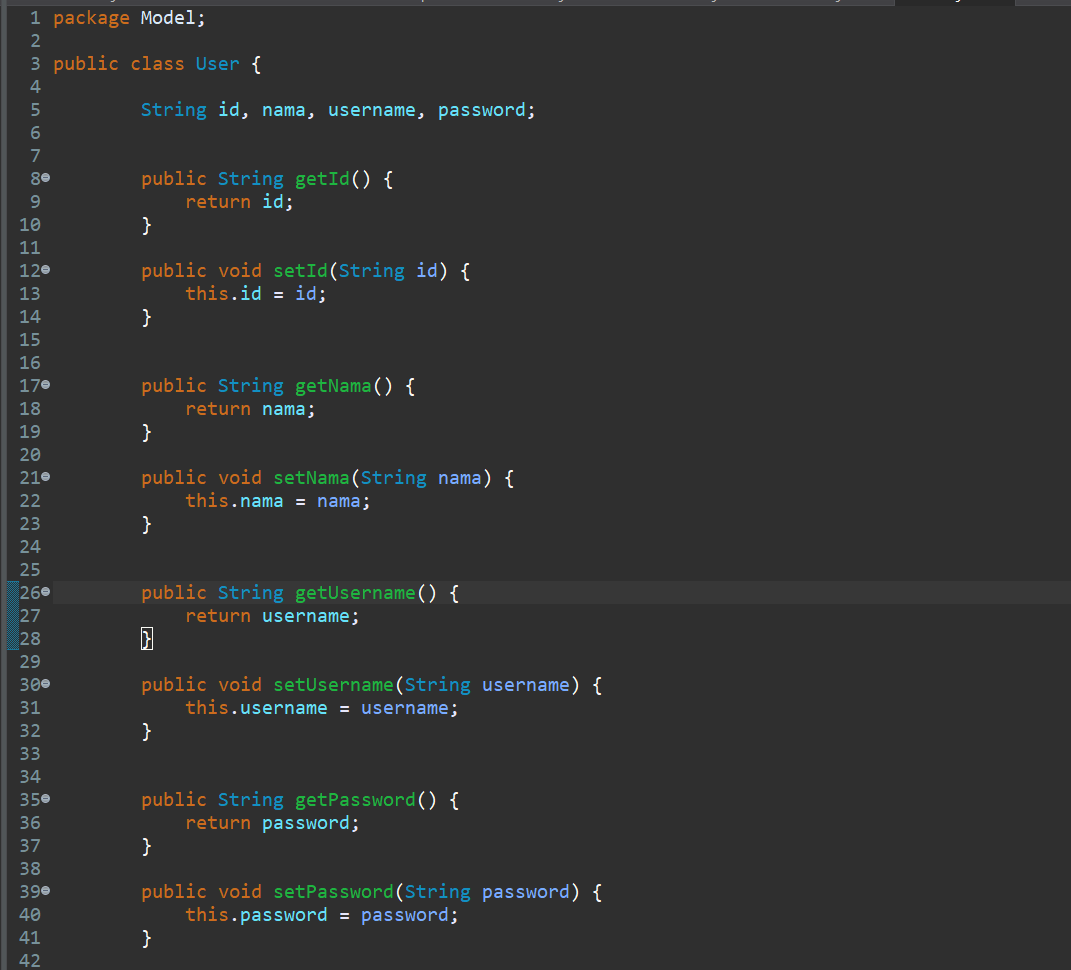 1 package Model;
2
3 public class User {
4
5 String id, nama, username, password;
6
7
8 public String getId() {
9 return id;
10 }
11
12 public void setId(String id) {
13 this.id = id;
14 }
15
16
17 public String getNama() {
18 return nama;
19 }
20
21 public void setNama(String nama) {
22 this.nama = nama;
23 }
24
25
26 public String getUsername() {
27 return username;
28 }
29
30 public void setUsername(String username) {
31 this.username = username;
32 }
33
34
35 public String getPassword() {
36 return password;
37 }
38
39 public void setPassword(String password) {
40 this.password = password;
41 }
42